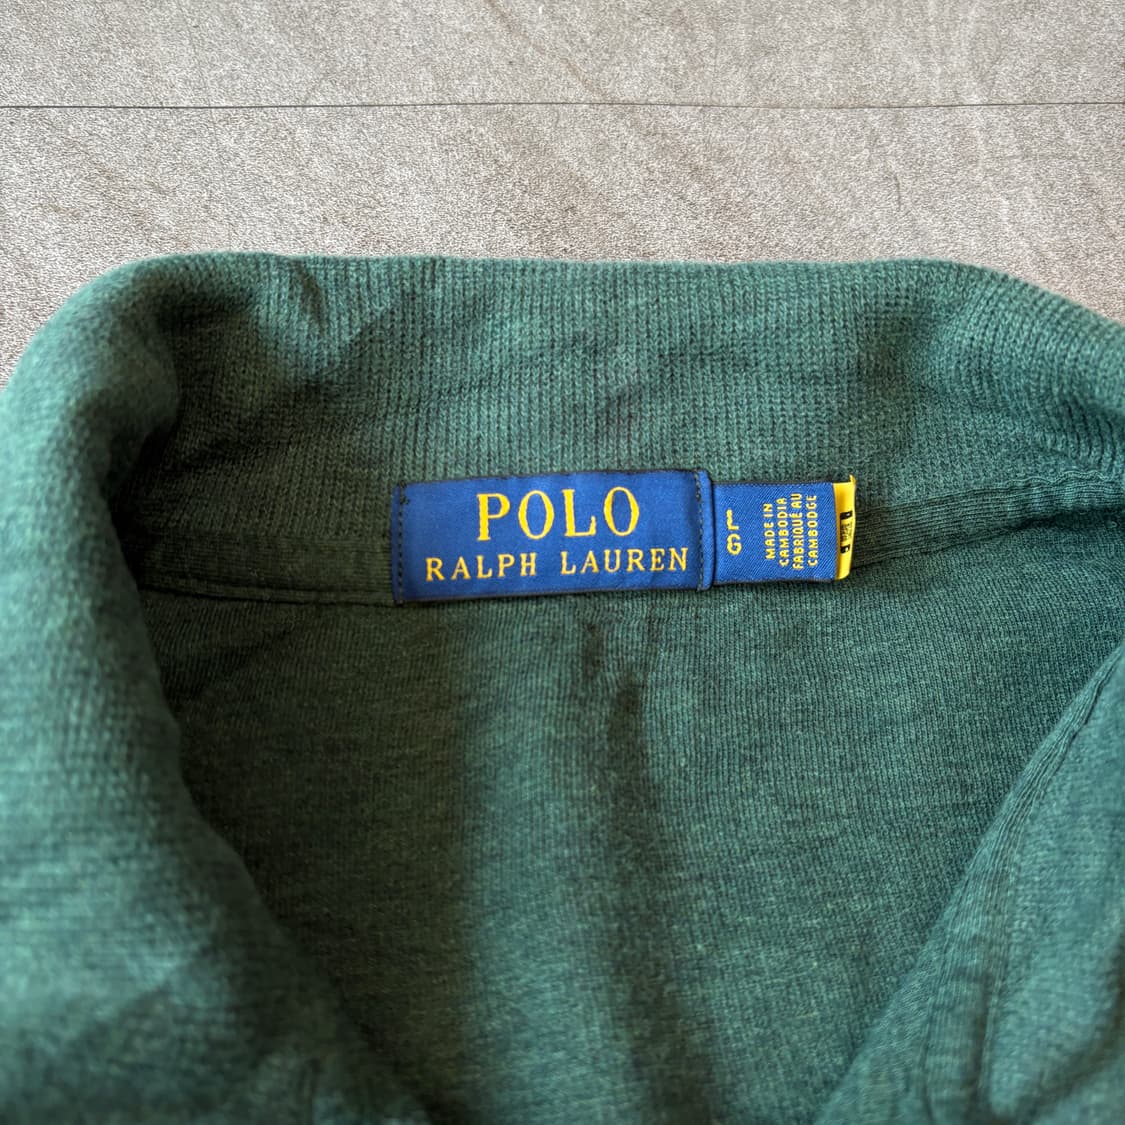 POLO
RALPH LAUREN
L
G
MADE IN
CAMBODIA
FABRIQUÉ AU
CAMBODGE